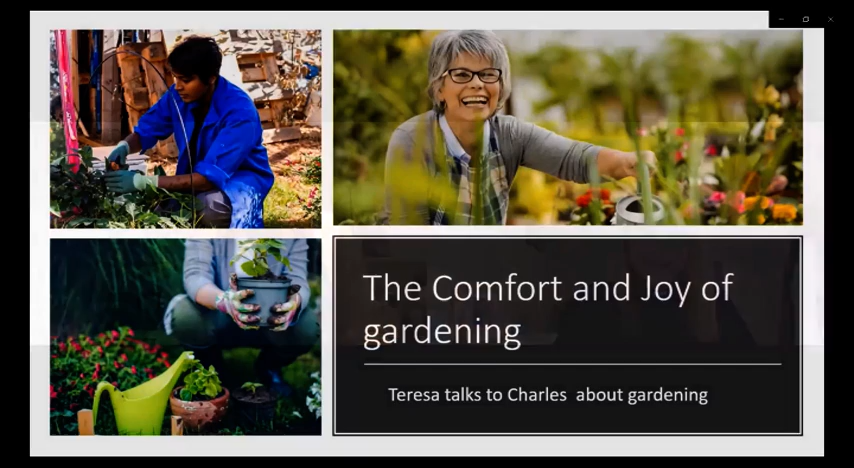 The Comfort and Joy of
gardening
Teresa talks to Charles  about gardening